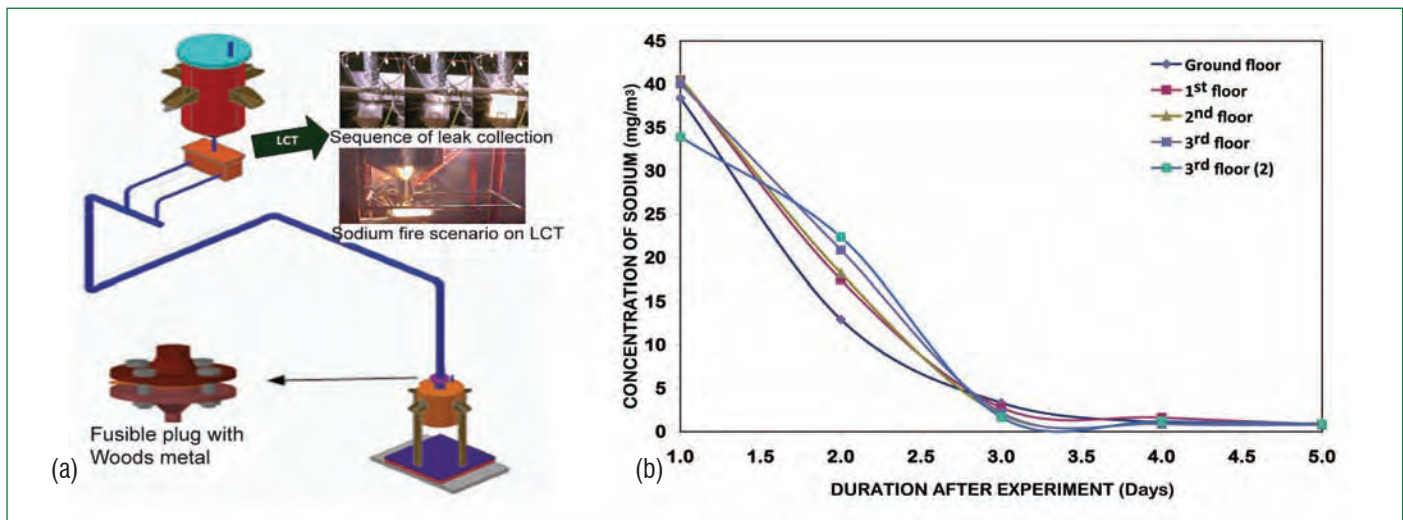 LCT
Sequence of leak collection
Sodium fire scenario on LCT
Fusible plug with
Woods metal
(a)
CONCENTRATION OF SODIUM (mg/m³)
45
40
35
30
25
20
15
10
5
0
1.0 1.5 2.0 2.5 3.0 3.5 4.0 4.5 5.0
DURATION AFTER EXPERIMENT (Days)
Ground floor
1st floor
2nd floor
3rd floor
3rd floor (2)
(b)